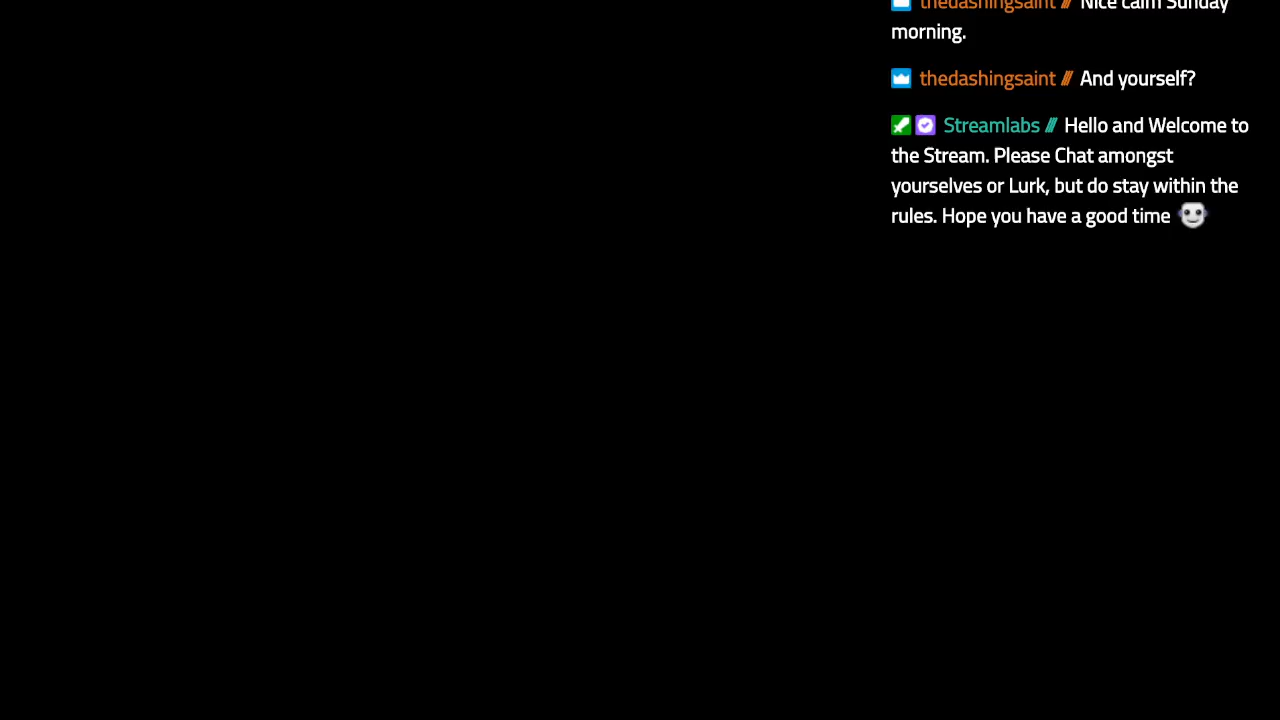 thedashingsaint /// Nice calm Sunday
morning.
thedashingsaint /// And yourself?
Streamlabs /// Hello and Welcome to
the Stream. Please Chat amongst
yourselves or Lurk, but do stay within the
rules. Hope you have a good time